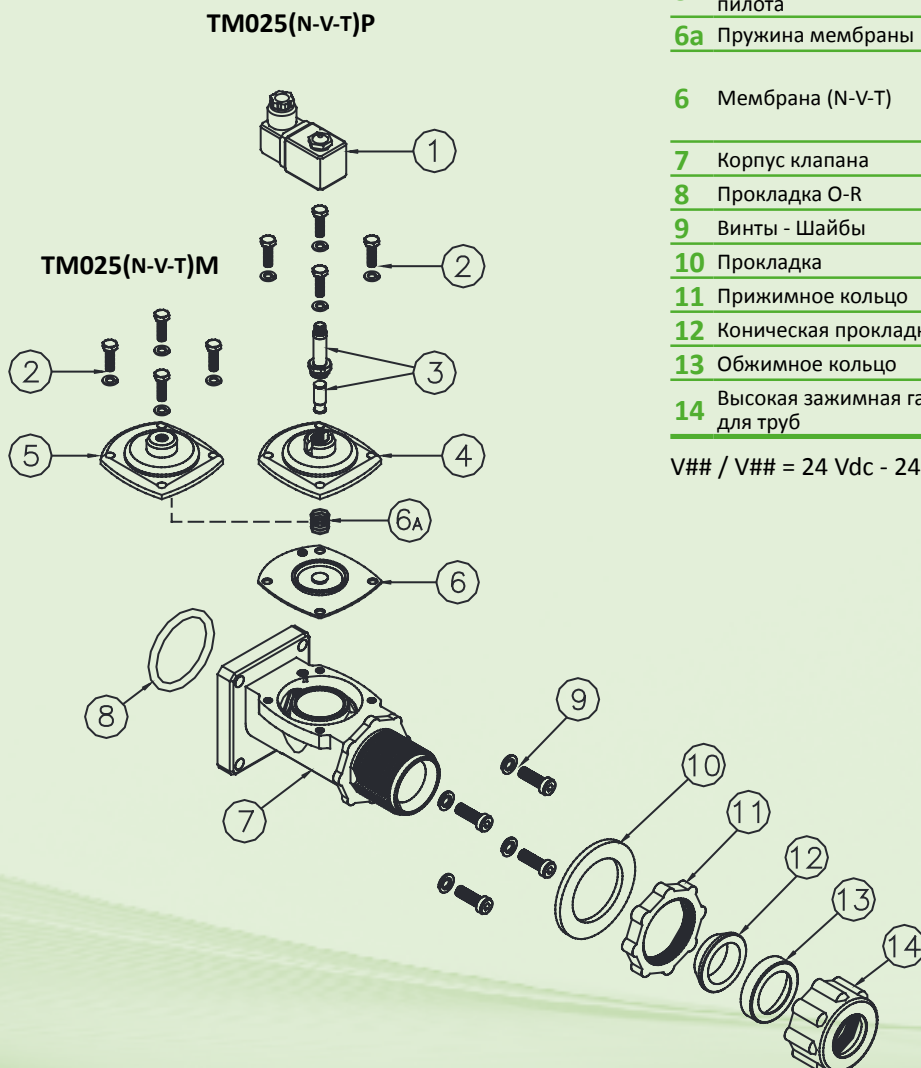 TM025(N-V-T)P
пилота
6a Пружина мембраны
6 Мембрана (N-V-T)
7 Корпус клапана
8 Прокладка O-R
9 Винты - Шайбы
10 Прокладка
11 Прижимное кольцо
12 Коническая прокладк
13 Обжимное кольцо
14 Высокая зажимная га
для труб
V## / V## = 24 Vdc - 24
1
2
TM025(N-V-T)M
2
3
5
4
6A
6
8
9
7
10
11
12
13
14